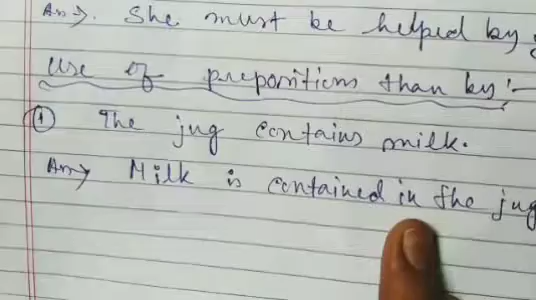 Ans→. She must be helped by
Use of prepositions than by:-
① The jug contains milk.
Ans→ Milk is contained in the jug